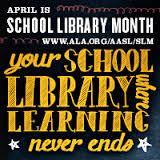 APRIL IS
SCHOOL LIBRARY MONTH
WWW.ALA.ORG/AASL/SLM
your SCHOOL
LIBRARY where
LEARNING
never ends